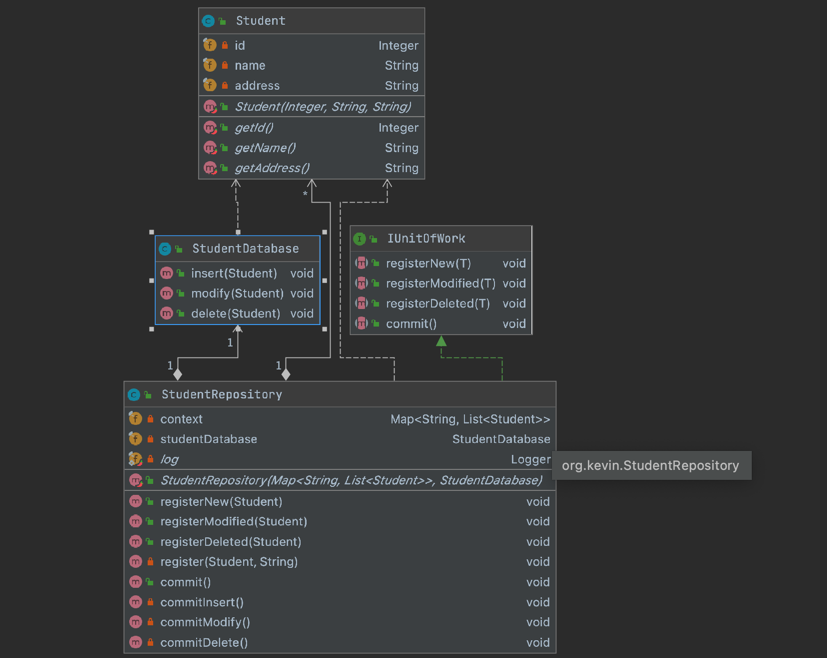 Student
id Integer
name String
address String
Student(Integer, String, String)
getId() Integer
getName() String
getAddress() String
*
StudentDatabase
insert(Student) void
modify(Student) void
delete(Student) void
IUnitOfWork
registerNew(T) void
registerModified(T) void
registerDeleted(T) void
commit() void
1
1
1
StudentRepository
context Map<String, List<Student>>
studentDatabase StudentDatabase
log Logger
org.kevin.StudentRepository
StudentRepository(Map<String, List<Student>>, StudentDatabase)
registerNew(Student) void
registerModified(Student) void
registerDeleted(Student) void
register(Student, String) void
commit() void
commitInsert() void
commitModify() void
commitDelete() void